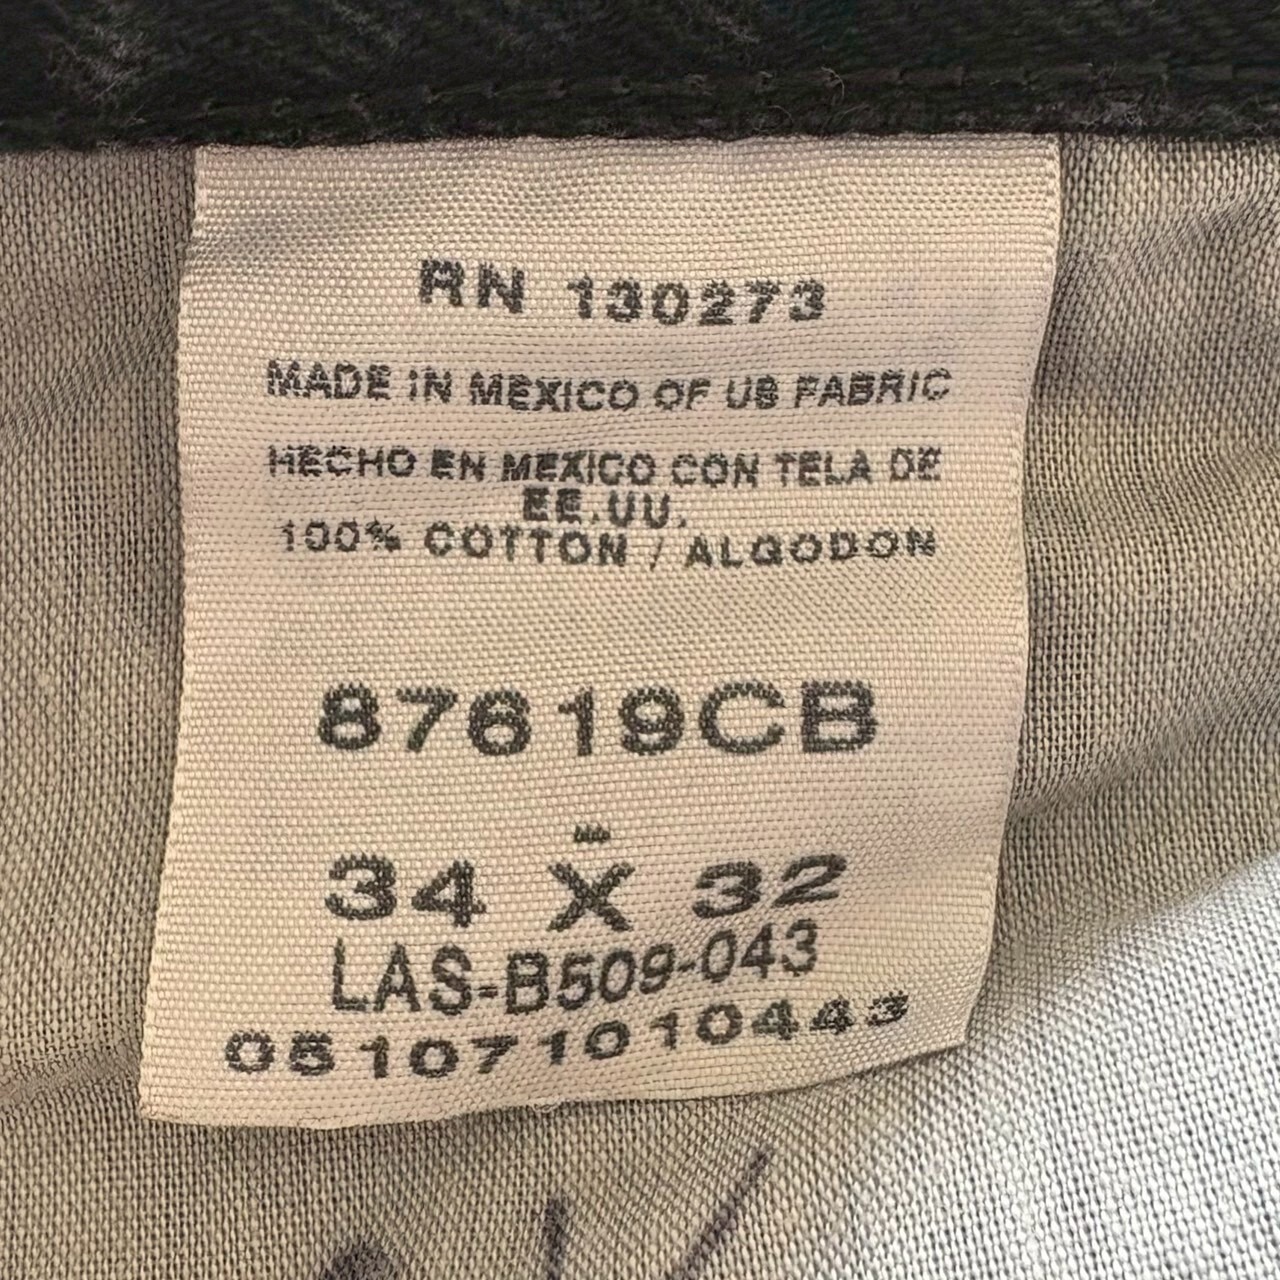 RN 130273
MADE IN MEXICO OF US FABRIC
HECHO EN MEXICO CON TELA DE
EE.UU.
100% COTTON / ALGODON
87619CB
-
34 X 32
LAS-B509-043
051071010443